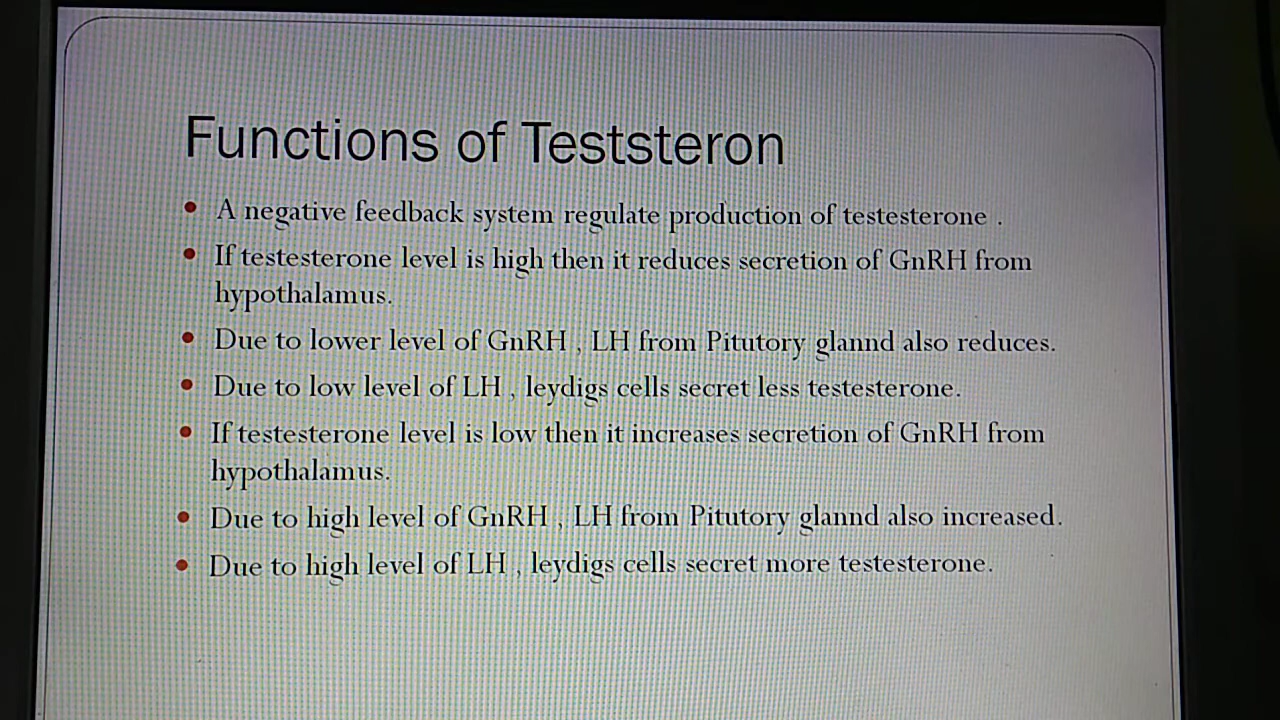 Functions of Teststeron
• A negative feedback system regulate production of testesterone .
• If testesterone level is high then it reduces secretion of GnRH from
hypothalamus.
• Due to lower level of GnRH , LH from Pitutory glannd also reduces.
• Due to low level of LH , leydigs cells secret less testesterone.
• If testesterone level is low then it increases secretion of GnRH from
hypothalamus.
• Due to high level of GnRH , LH from Pitutory glannd also increased.
• Due to high level of LH , leydigs cells secret more testesterone.